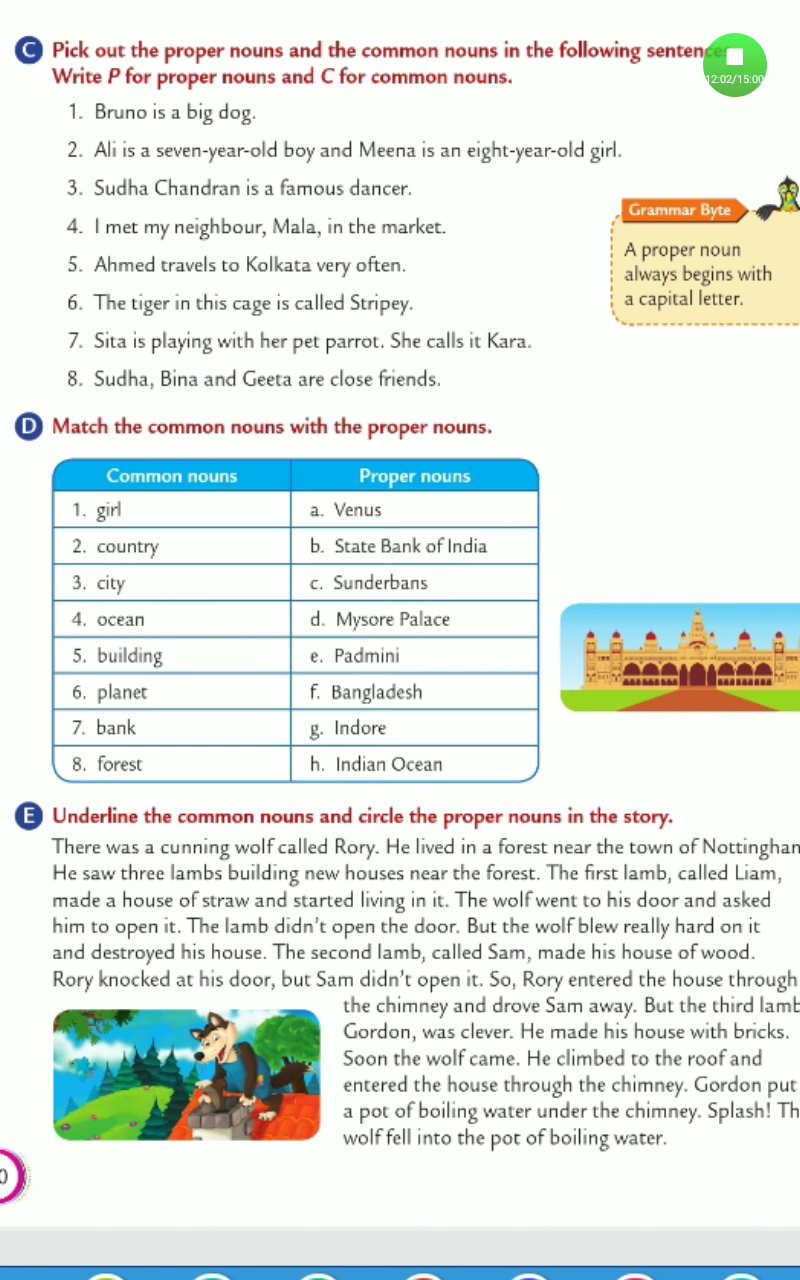 C Pick out the proper nouns and the common nouns in the following sentence
Write P for proper nouns and C for common nouns.
12:02/15:00
1. Bruno is a big dog.
2. Ali is a seven-year-old boy and Meena is an eight-year-old girl.
3. Sudha Chandran is a famous dancer.
4. I met my neighbour, Mala, in the market.
5. Ahmed travels to Kolkata very often.
6. The tiger in this cage is called Stripey.
7. Sita is playing with her pet parrot. She calls it Kara.
8. Sudha, Bina and Geeta are close friends.
Grammar Byte
A proper noun
always begins with
a capital letter.
D Match the common nouns with the proper nouns.
Common nouns Proper nouns
1. girl a. Venus
2. country b. State Bank of India
3. city c. Sunderbans
4. ocean d. Mysore Palace
5. building e. Padmini
6. planet f. Bangladesh
7. bank g. Indore
8. forest h. Indian Ocean
E Underline the common nouns and circle the proper nouns in the story.
There was a cunning wolf called Rory. He lived in a forest near the town of Nottingham
He saw three lambs building new houses near the forest. The first lamb, called Liam,
made a house of straw and started living in it. The wolf went to his door and asked
him to open it. The lamb didn't open the door. But the wolf blew really hard on it
and destroyed his house. The second lamb, called Sam, made his house of wood.
Rory knocked at his door, but Sam didn't open it. So, Rory entered the house through
the chimney and drove Sam away. But the third lamb
Gordon, was clever. He made his house with bricks.
Soon the wolf came. He climbed to the roof and
entered the house through the chimney. Gordon put
a pot of boiling water under the chimney. Splash! Th
wolf fell into the pot of boiling water.
0